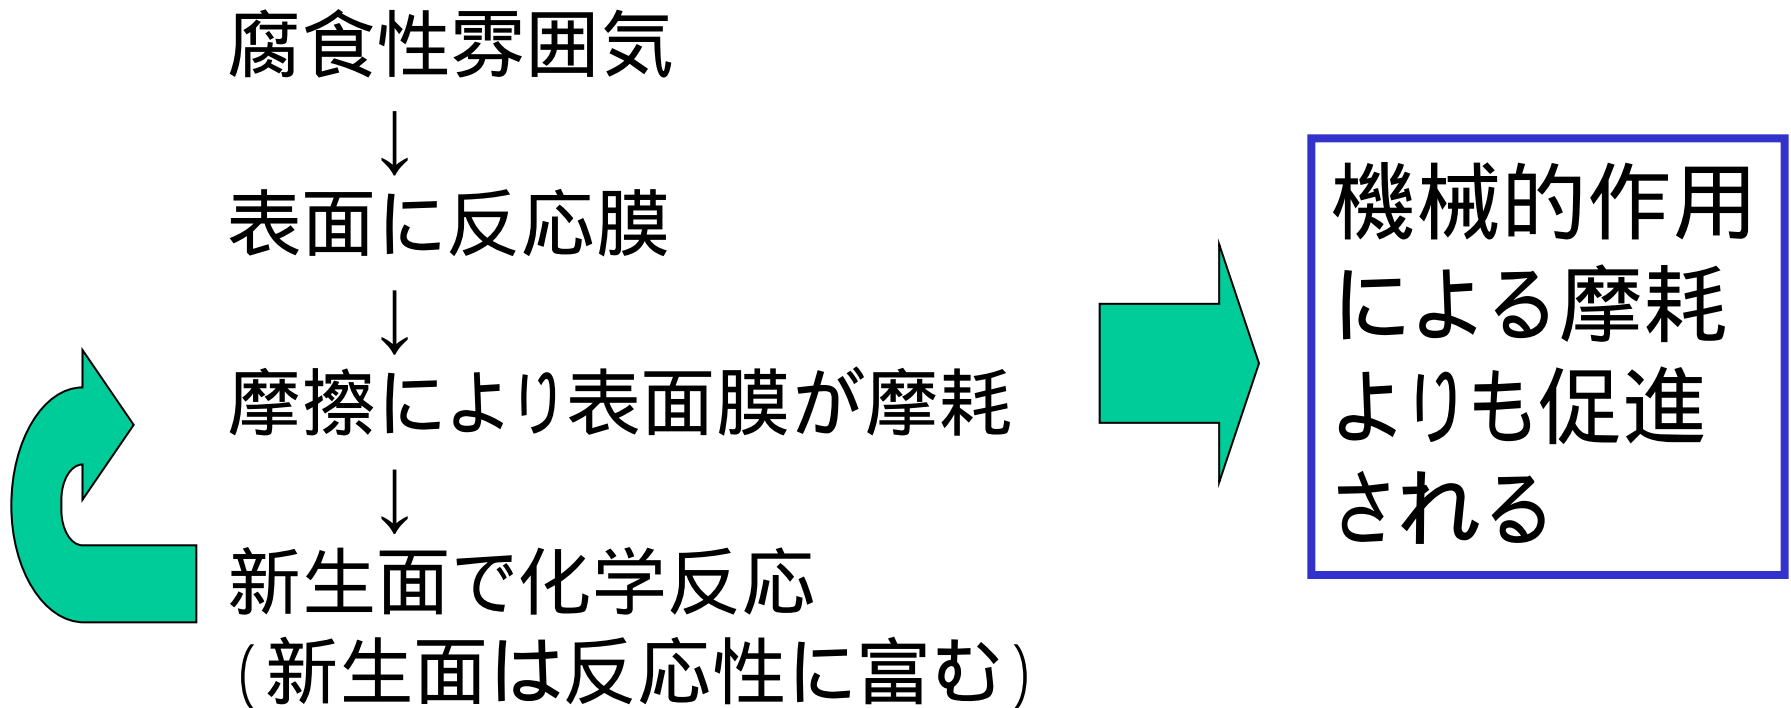 腐食性雰囲気
↓
表面に反応膜
↓
摩擦により表面膜が摩耗
↓
新生面で化学反応
（新生面は反応性に富む）
機械的作用
による摩耗
よりも促進
される